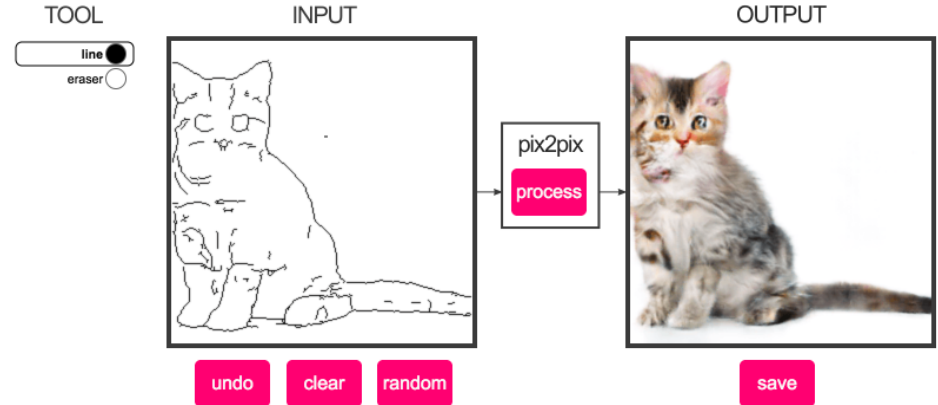 TOOL
INPUT
OUTPUT
line
eraser
pix2pix
process
undo
clear
random
save